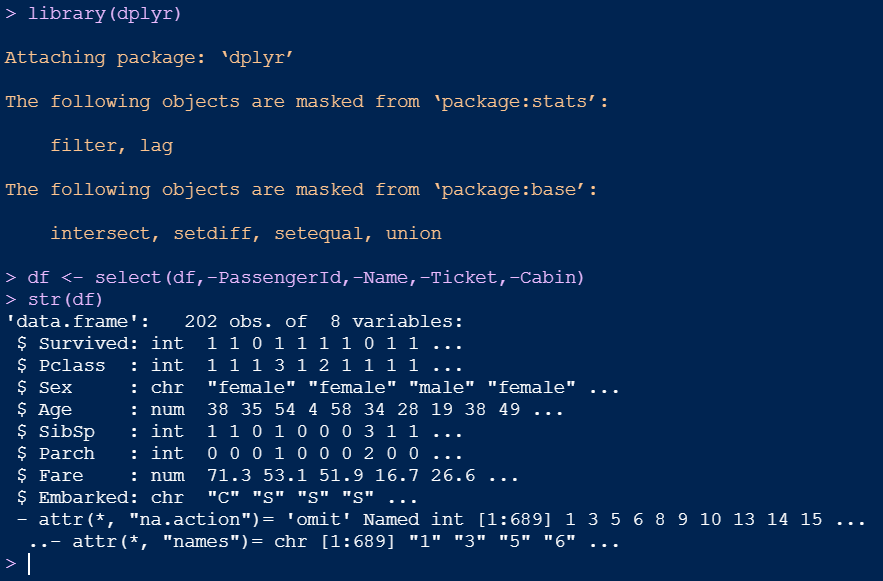 > library(dplyr)
Attaching package: ‘dplyr’
The following objects are masked from ‘package:stats’:
    filter, lag
The following objects are masked from ‘package:base’:
    intersect, setdiff, setequal, union
> df <- select(df,-PassengerId,-Name,-Ticket,-Cabin)
> str(df)
'data.frame':   202 obs. of  8 variables:
 $ Survived: int  1 1 0 1 1 1 1 0 1 1 ...
 $ Pclass  : int  1 1 1 3 1 2 1 1 1 1 ...
 $ Sex     : chr  "female" "female" "male" "female" ...
 $ Age     : num  38 35 54 4 58 34 28 19 38 49 ...
 $ SibSp   : int  1 1 0 1 0 0 0 3 1 1 ...
 $ Parch   : int  0 0 0 1 0 0 0 2 0 0 ...
 $ Fare    : num  71.3 53.1 51.9 16.7 26.6 ...
 $ Embarked: chr  "C" "S" "S" "S" ...
 - attr(*, "na.action")= 'omit' Named int [1:689] 1 3 5 6 8 9 10 13 14 15 ...
  ..- attr(*, "names")= chr [1:689] "1" "3" "5" "6" ...
>